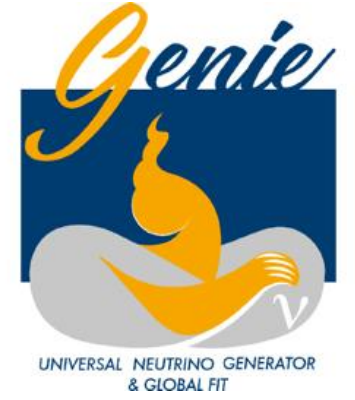 Genie
ν
UNIVERSAL NEUTRINO GENERATOR
& GLOBAL FIT